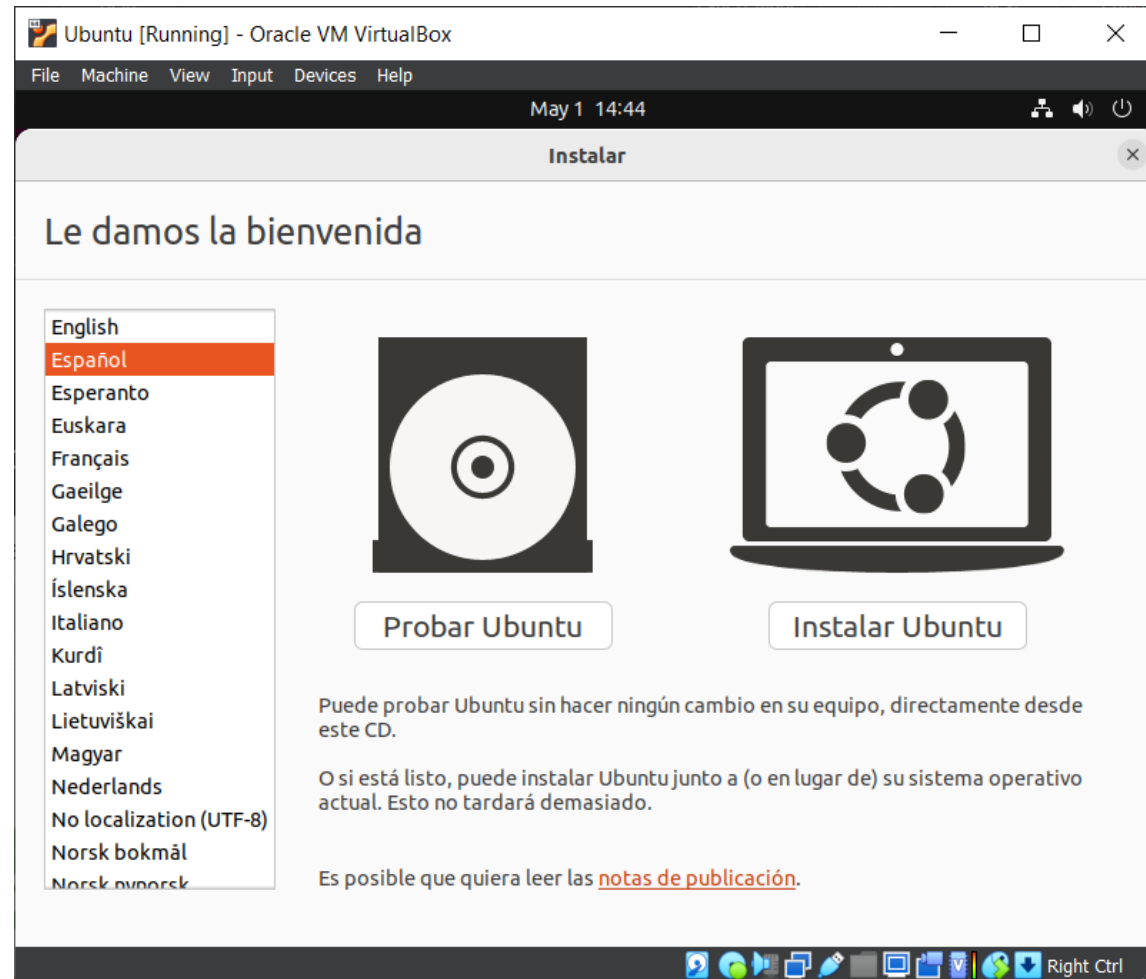 Ubuntu [Running] - Oracle VM VirtualBox
File Machine View Input Devices Help
May 1 14:44
Instalar
Le damos la bienvenida
English
Español
Esperanto
Euskara
Français
Gaeilge
Galego
Hrvatski
Íslenska
Italiano
Kurdî
Latviski
Lietuviškai
Magyar
Nederlands
No localization (UTF-8)
Norsk bokmål
Norsk nynorsk
Probar Ubuntu
Instalar Ubuntu
Puede probar Ubuntu sin hacer ningún cambio en su equipo, directamente desde
este CD.
O si está listo, puede instalar Ubuntu junto a (o en lugar de) su sistema operativo
actual. Esto no tardará demasiado.
Es posible que quiera leer las notas de publicación.
Right Ctrl